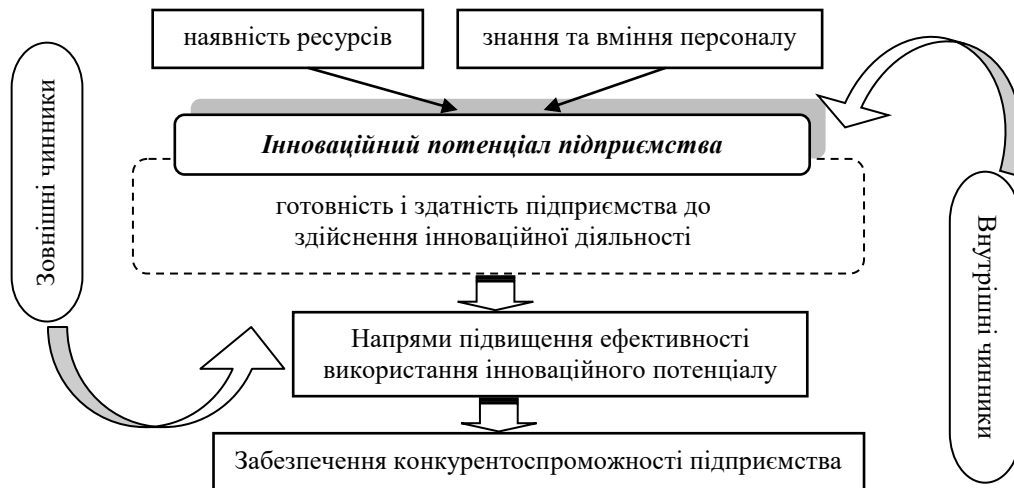 наявність ресурсів
знання та вміння персоналу
Зовнішні чинники
Інноваційний потенціал підприємства
готовність і здатність підприємства до
здійснення інноваційної діяльності
Внутрішні чинники
Напрями підвищення ефективності
використання інноваційного потенціалу
Забезпечення конкурентоспроможності підприємства